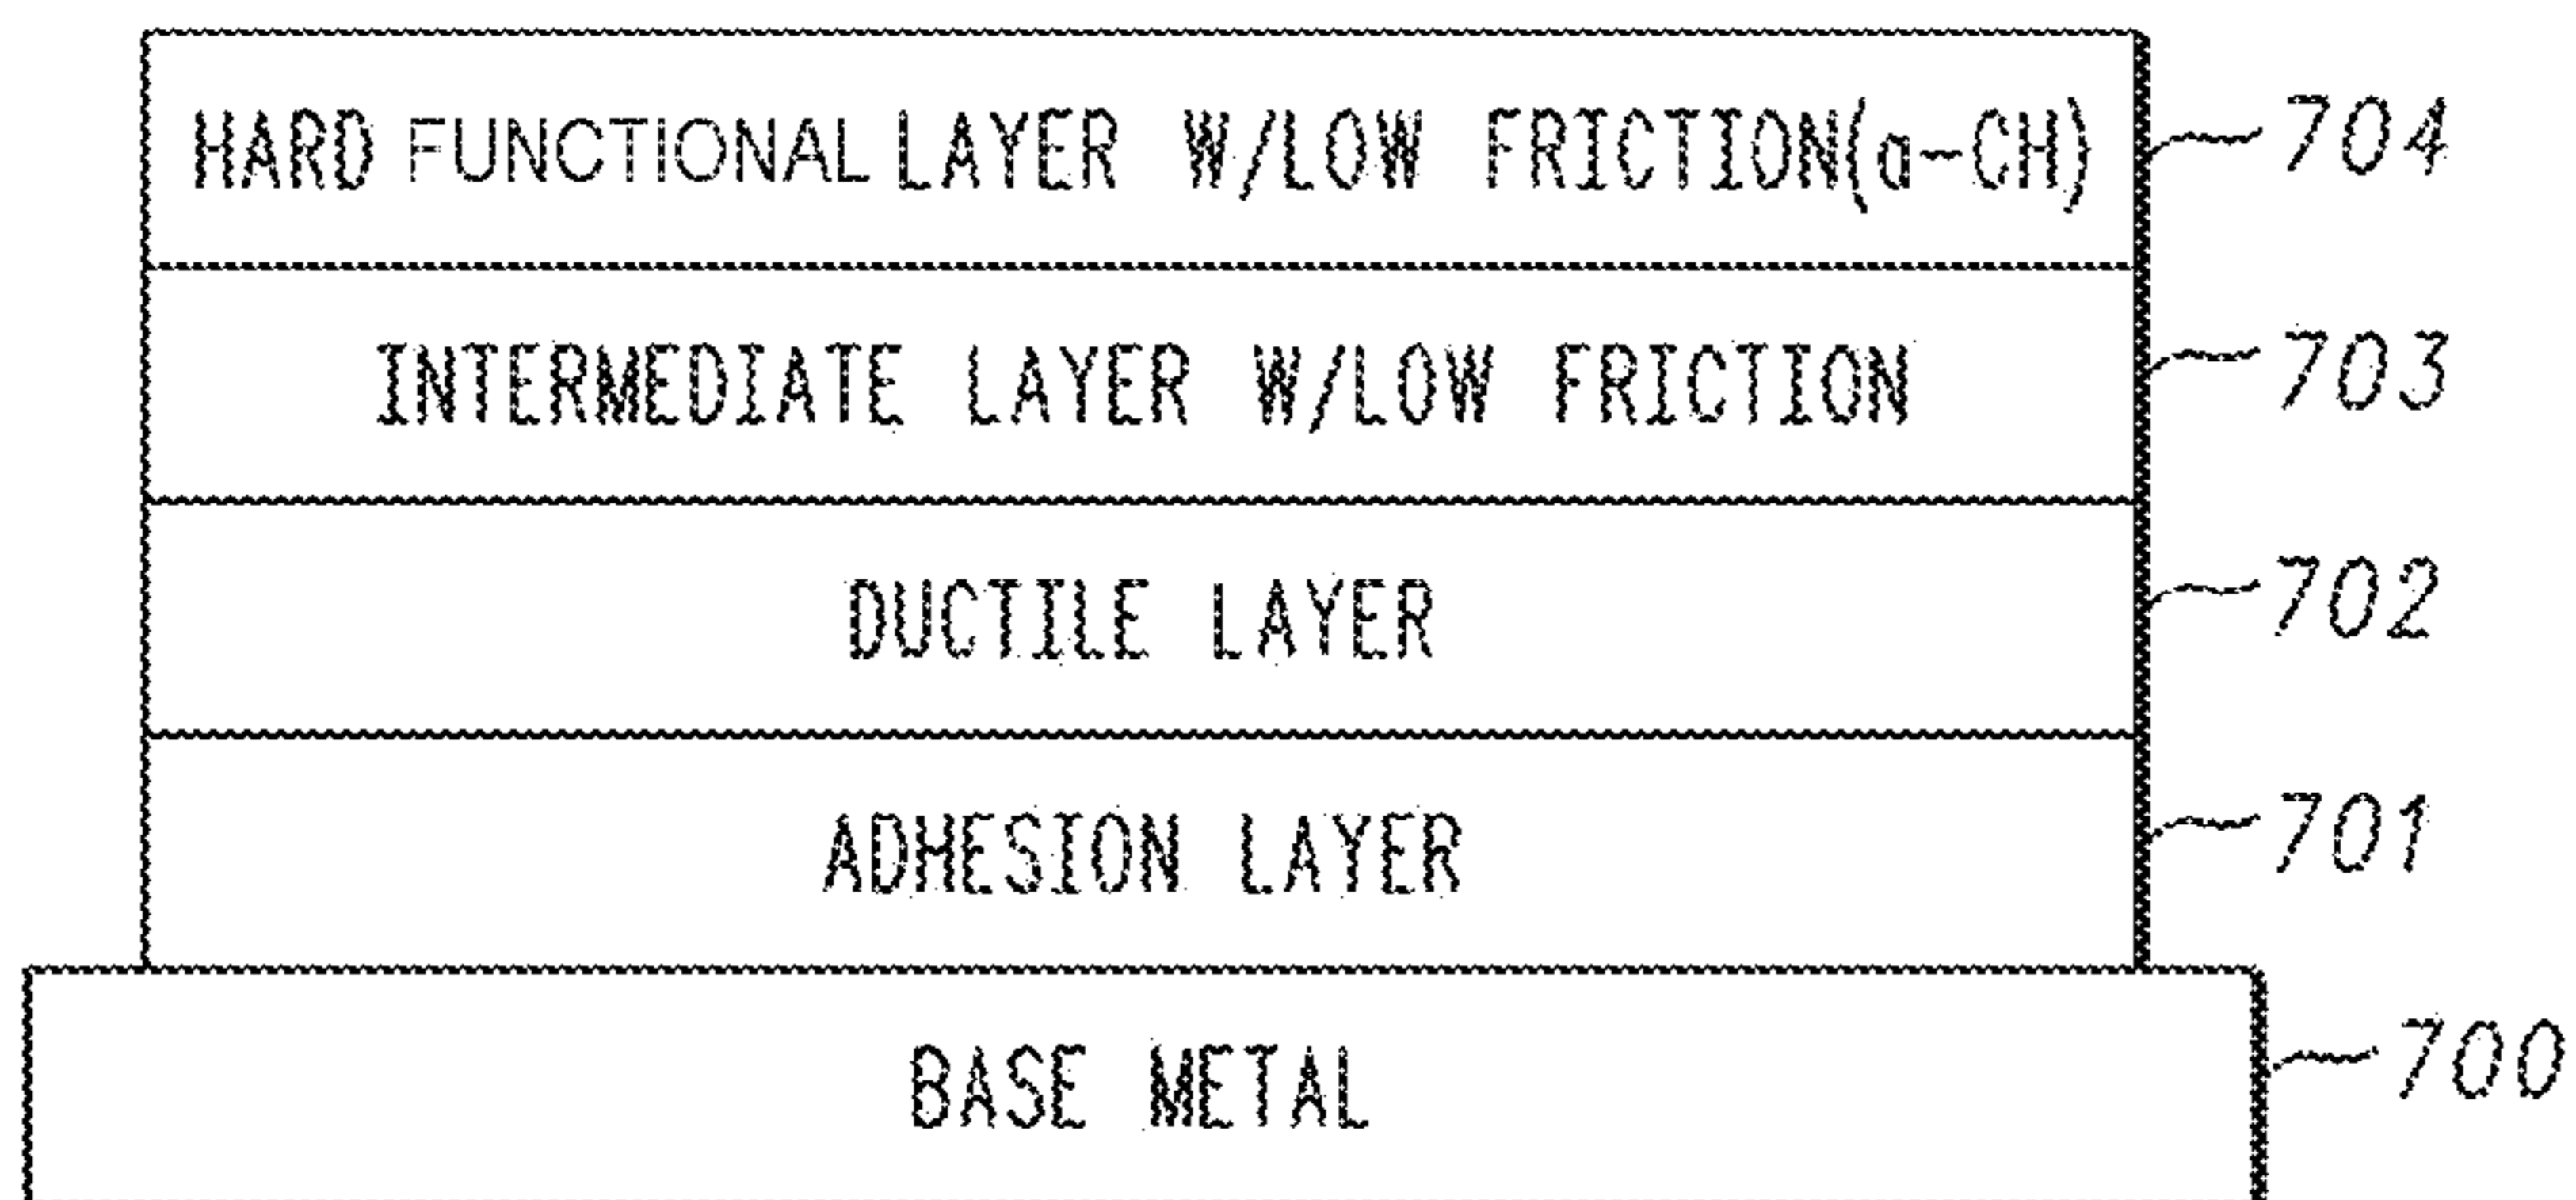 HARD FUNCTIONAL LAYER W/LOW FRICTION(a-CH) 704
INTERMEDIATE LAYER W/LOW FRICTION 703
DUCTILE LAYER 702
ADHESION LAYER 701
BASE METAL 700